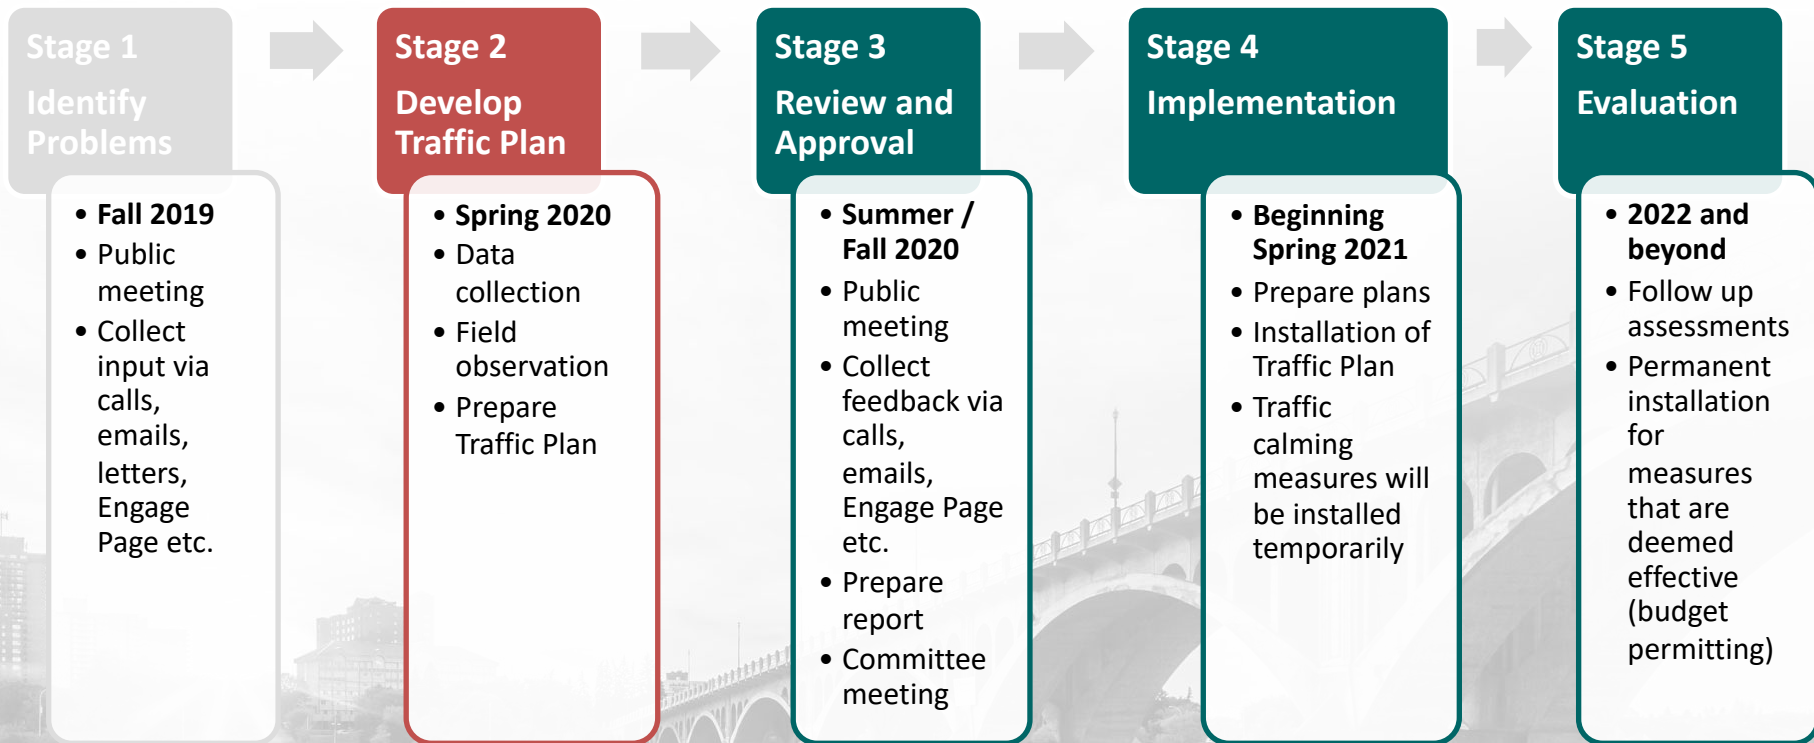 Stage 1
Identify
Problems
• Fall 2019
• Public
meeting
• Collect
input via
calls,
emails,
letters,
Engage
Page etc.
Stage 2
Develop
Traffic Plan
• Spring 2020
• Data
collection
• Field
observation
• Prepare
Traffic Plan
Stage 3
Review and
Approval
• Summer /
Fall 2020
• Public
meeting
• Collect
feedback via
calls,
emails,
Engage Page
etc.
• Prepare
report
• Committee
meeting
Stage 4
Implementation
• Beginning
Spring 2021
• Prepare plans
• Installation of
Traffic Plan
• Traffic
calming
measures will
be installed
temporarily
Stage 5
Evaluation
• 2022 and
beyond
• Follow up
assessments
• Permanent
installation
for
measures
that are
deemed
effective
(budget
permitting)